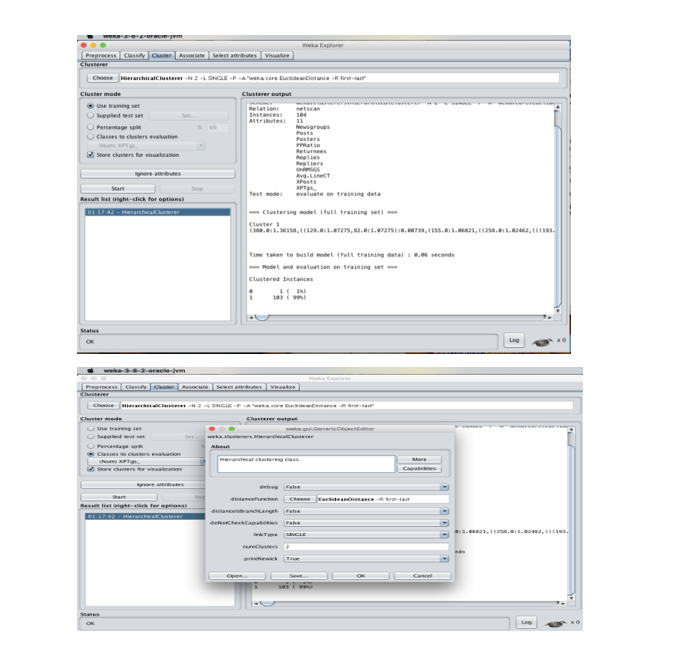 weka-3-8-2-oracle-jvm
Weka Explorer
Preprocess Classify Cluster Associate Select attributes Visualize
Clusterer
Choose HierarchicalClusterer -N 2 -L SINGLE -P -A "weka.core.EuclideanDistance -R first-last"
Cluster mode
Use training set
Supplied test set Set...
Percentage split % 66
Classes to clusters evaluation
(Num) XPTgs_
Store clusters for visualization
Ignore attributes
Start Stop
Result list (right-click for options)
01:17:42 - HierarchicalClusterer
Clusterer output
Relation: netscan
Instances: 104
Attributes: 11
Newsgroups
Posts
Posters
PPRatio
Returnees
Replies
Repliers
UnRMSGS
Avg.LineCT
XPosts
XPTgs_
Test mode: evaluate on training data
=== Clustering model (full training set) ===
Cluster 1
(380.0:1.36158,((129.0:1.07275,92.0:1.07275):0.00739,(155.0:1.06821,((258.0:1.02462,(((193.
Time taken to build model (full training data) : 0.06 seconds
=== Model and evaluation on training set ===
Clustered Instances
0 1 ( 1%)
1 103 ( 99%)
Status
OK
Log x 0
weka-3-8-2-oracle-jvm
Weka Explorer
Preprocess Classify Cluster Associate Select attributes Visualize
Clusterer
Choose HierarchicalClusterer -N 2 -L SINGLE -P -A "weka.core.EuclideanDistance -R first-last"
Cluster mode
Use training set
Supplied test set Set...
Percentage split
Classes to clusters evaluation
(Num) XPTgs_
Store clusters for visualization
Ignore attributes
Start
Result list (right-click for options)
01:17:42 - HierarchicalClusterer
Clusterer output
weka.gui.GenericObjectEditor
weka.clusterers.HierarchicalClusterer
About
Hierarchical clustering class.
More
Capabilities
debug False
distanceFunction Choose EuclideanDistance -R first-last
distanceIsBranchLength False
doNotCheckCapabilities False
linkType SINGLE
numClusters 2
printNewick True
Open... Save... OK Cancel
:1.06821,((258.0:1.02462,(((193.
1 103 ( 99%)
Status
OK
Log x 0